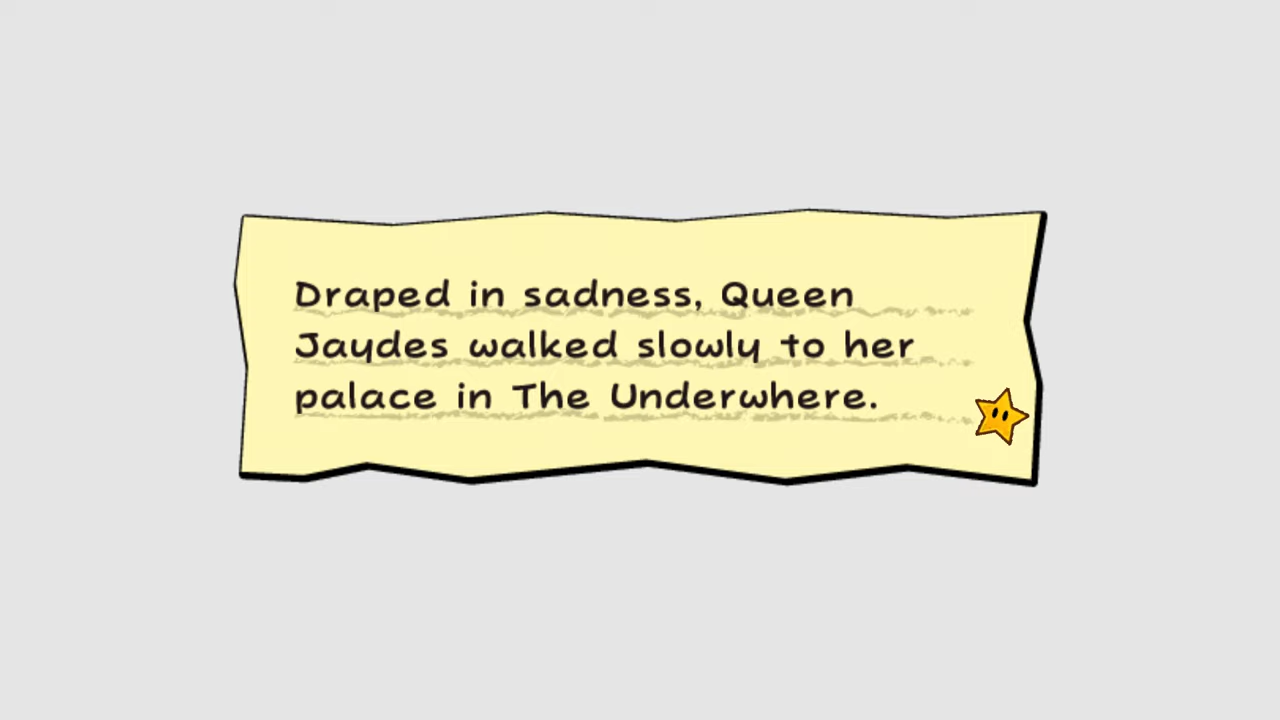 Draped in sadness, Queen
Jaydes walked slowly to her
palace in The Underwhere.